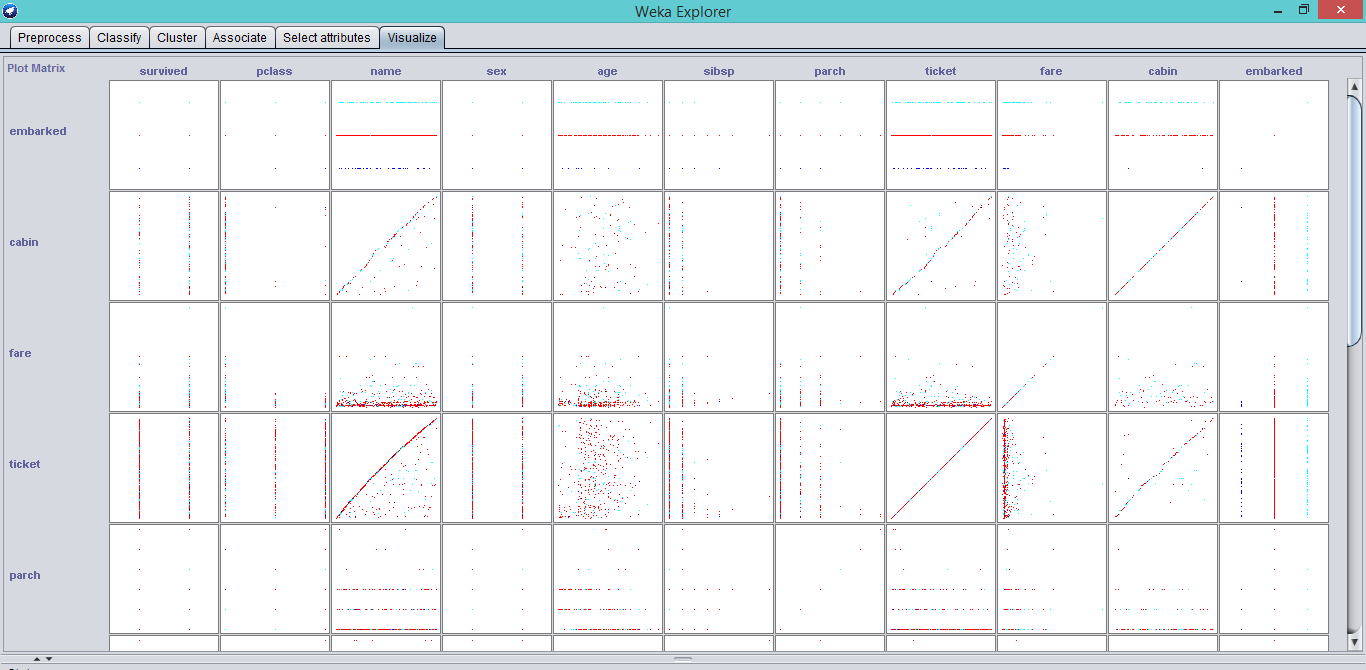 Weka Explorer
Preprocess Classify Cluster Associate Select attributes Visualize
Plot Matrix survived pclass name sex age sibsp parch ticket fare cabin embarked
embarked
cabin
fare
ticket
parch